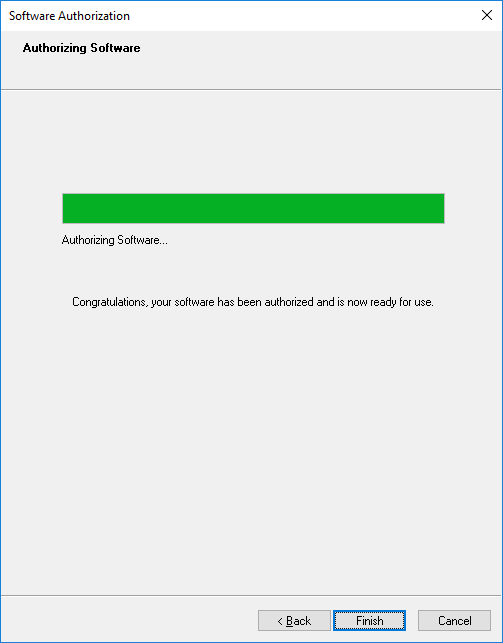 Software Authorization
Authorizing Software
Authorizing Software...
Congratulations, your software has been authorized and is now ready for use.
< Back Finish Cancel